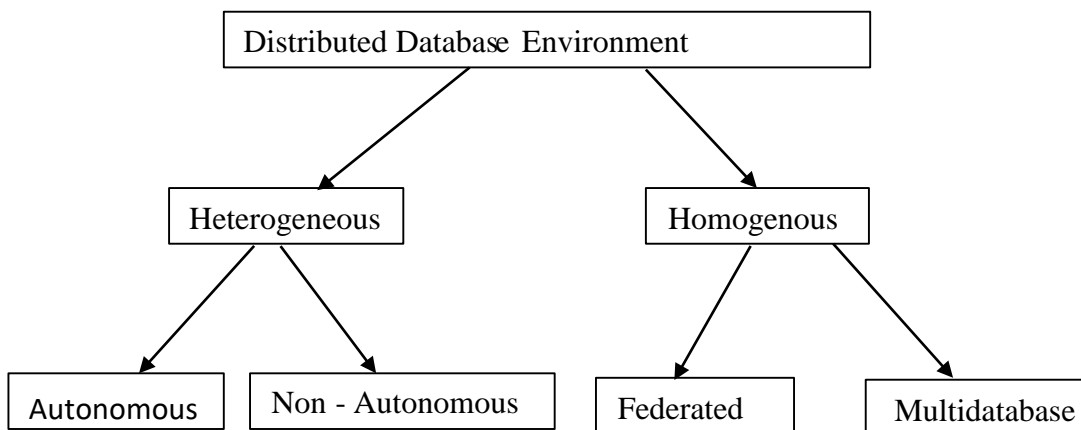 Distributed Database Environment
Heterogeneous
Homogenous
Autonomous
Non - Autonomous
Federated
Multidatabase